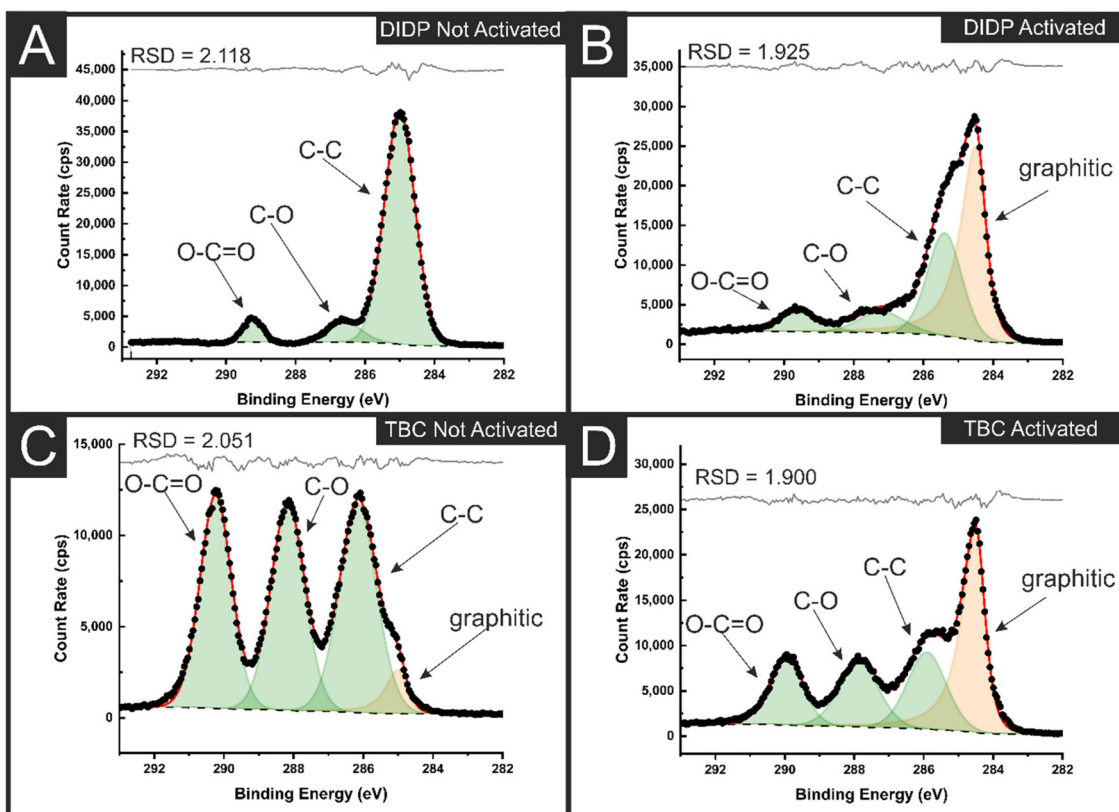 A
DIDP Not Activated
RSD = 2.118
45,000
40,000
35,000
30,000
25,000
20,000
15,000
10,000
5,000
0
Count Rate (cps)
C-C
C-O
O-C=O
292 290 288 286 284 282
Binding Energy (eV)
B
DIDP Activated
RSD = 1.925
35,000
30,000
25,000
20,000
15,000
10,000
5,000
0
Count Rate (cps)
graphitic
C-C
C-O
O-C=O
292 290 288 286 284 282
Binding Energy (eV)
C
TBC Not Activated
RSD = 2.051
15,000
10,000
5,000
0
Count Rate (cps)
O-C=O
C-O
C-C
graphitic
292 290 288 286 284 282
Binding Energy (eV)
D
TBC Activated
RSD = 1.900
30,000
25,000
20,000
15,000
10,000
5,000
0
Count Rate (cps)
C-C
graphitic
C-O
O-C=O
292 290 288 286 284 282
Binding Energy (eV)